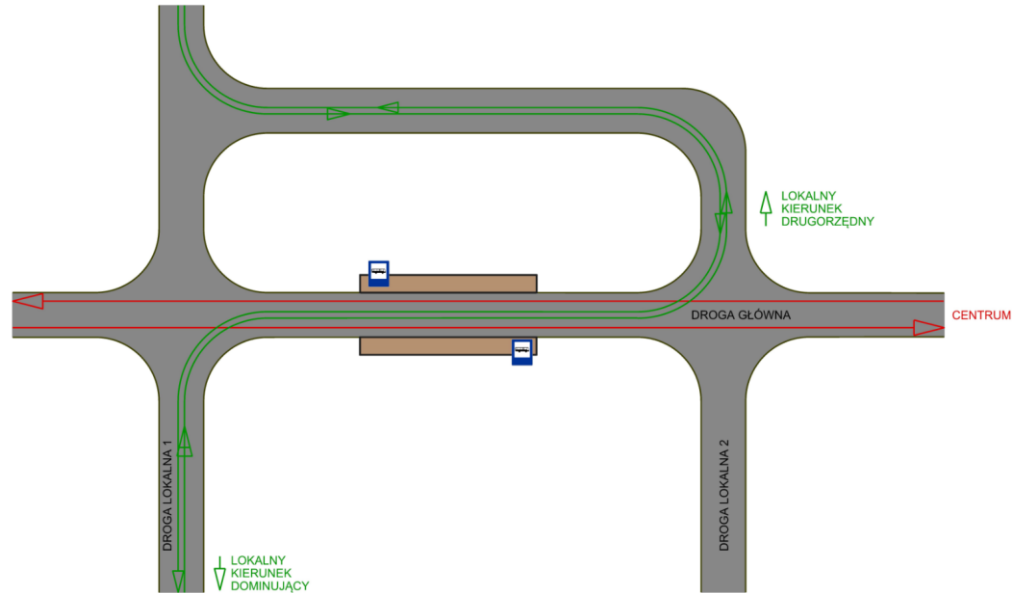 LOKALNY
KIERUNEK
DRUGORZĘDNY
DROGA GŁÓWNA
CENTRUM
DROGA LOKALNA 1
DROGA LOKALNA 2
LOKALNY
KIERUNEK
DOMINUJĄCY